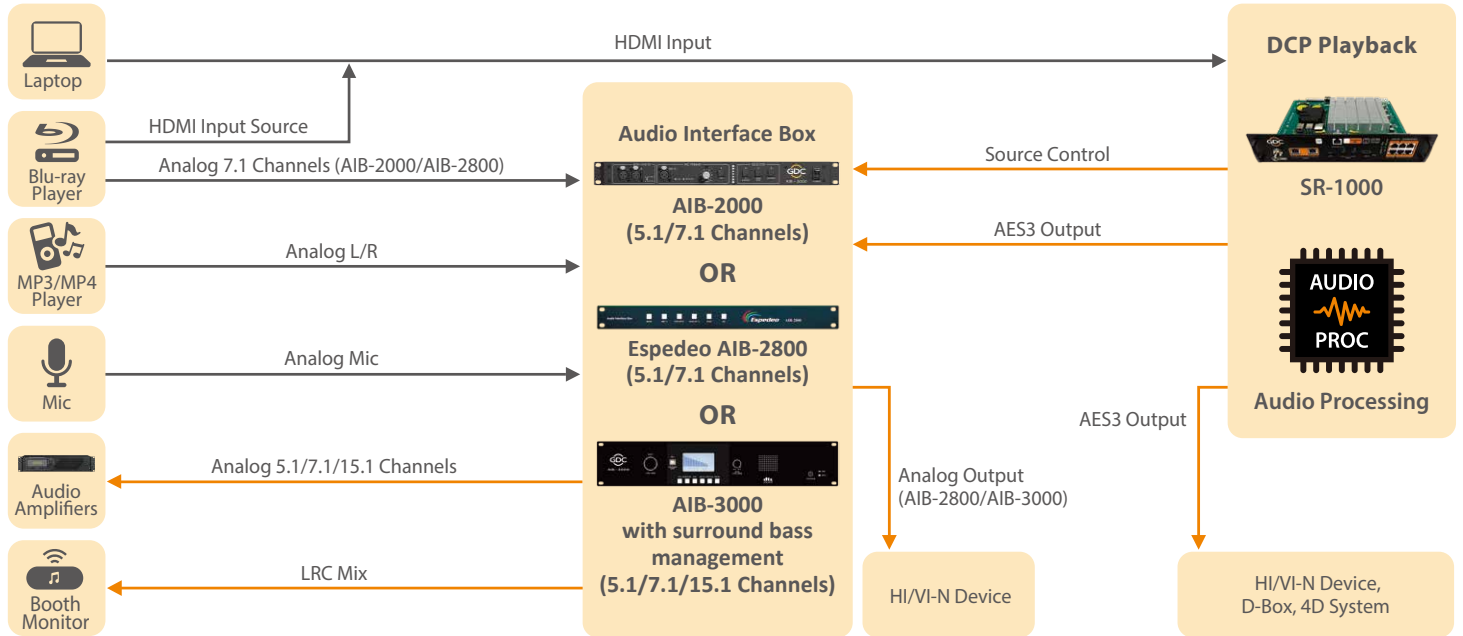 Laptop
HDMI Input
HDMI Input Source
Blu-ray
Player
Analog 7.1 Channels (AIB-2000/AIB-2800)
MP3/MP4
Player
Analog L/R
Mic
Analog Mic
Audio
Amplifiers
Analog 5.1/7.1/15.1 Channels
Booth
Monitor
LRC Mix
Audio Interface Box
GDC
AIB-2000
(5.1/7.1 Channels)
OR
Espedeo
Espedeo AIB-2800
(5.1/7.1 Channels)
OR
GDC
dts
AIB-3000
with surround bass
management
(5.1/7.1/15.1 Channels)
Source Control
AES3 Output
Analog Output
(AIB-2800/AIB-3000)
HI/VI-N Device
DCP Playback
GDC
SR-1000
AUDIO
PROC
Audio Processing
AES3 Output
HI/VI-N Device,
D-Box, 4D System